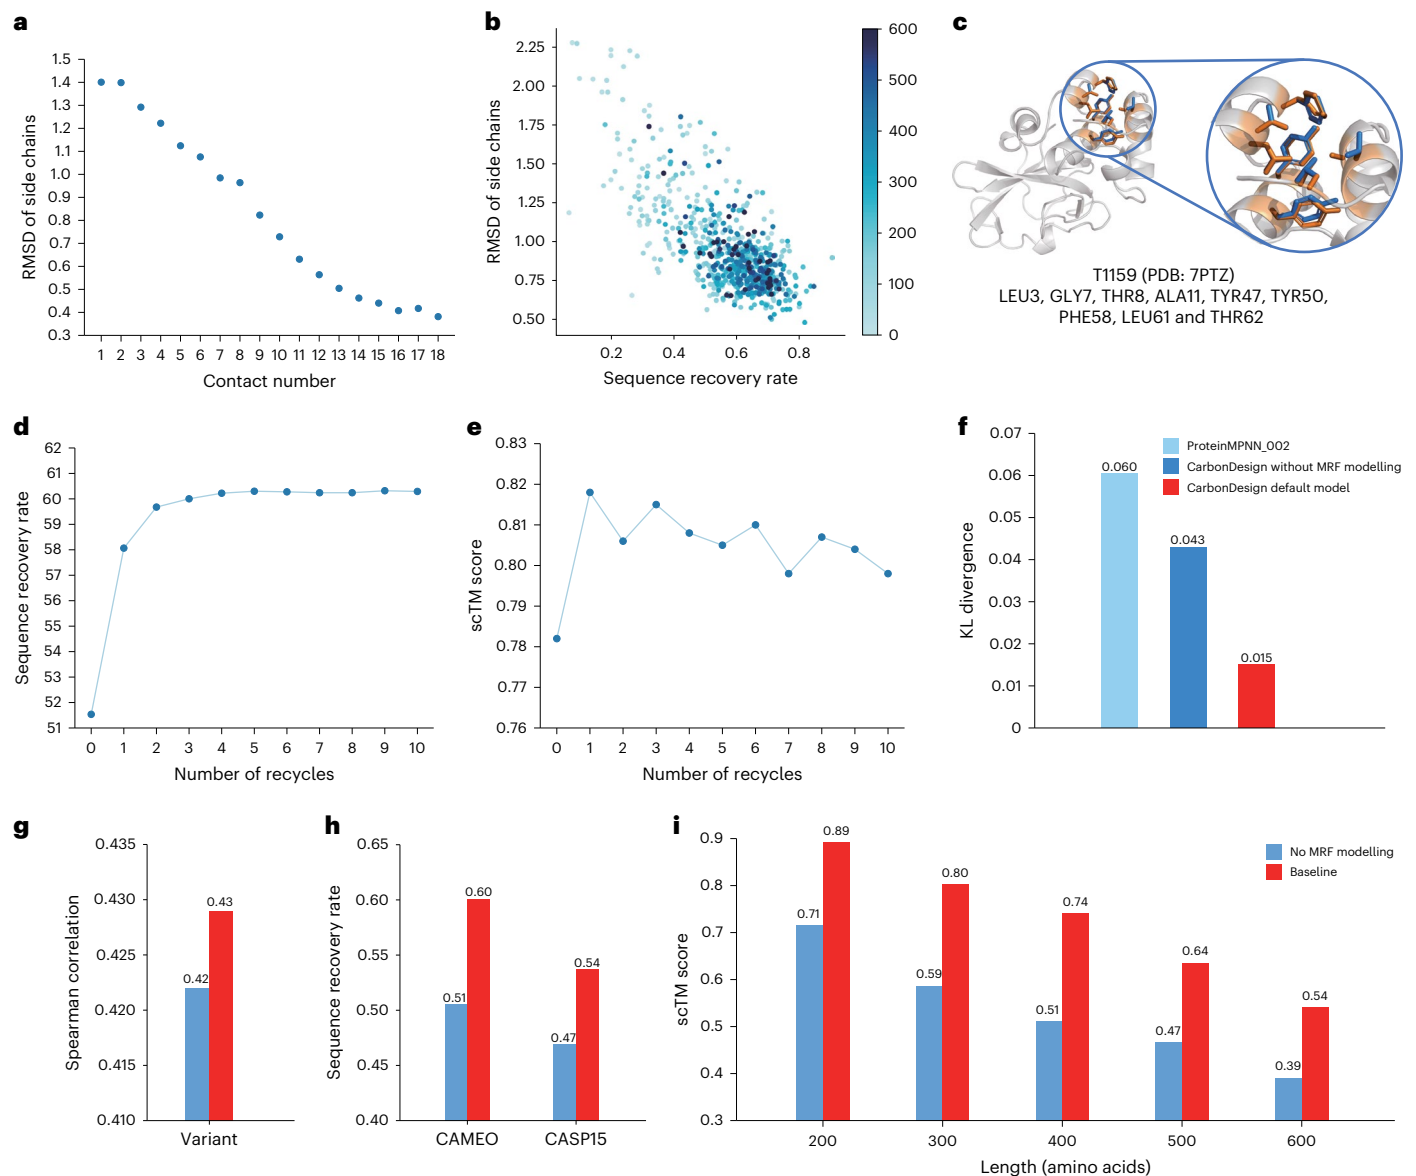 a
RMSD of side chains
1.5
1.4
1.3
1.2
1.1
1.0
0.9
0.8
0.7
0.6
0.5
0.4
0.3
1 2 3 4 5 6 7 8 9 10 11 12 13 14 15 16 17 18
Contact number
b
RMSD of side chains
2.25
2.00
1.75
1.50
1.25
1.00
0.75
0.50
0.2 0.4 0.6 0.8
Sequence recovery rate
600
500
400
300
200
100
0
c
T1159 (PDB: 7PTZ)
LEU3, GLY7, THR8, ALA11, TYR47, TYR50,
PHE58, LEU61 and THR62
d
Sequence recovery rate
62
61
60
59
58
57
56
55
54
53
52
51
0 1 2 3 4 5 6 7 8 9 10
Number of recycles
e
scTM score
0.83
0.82
0.81
0.80
0.79
0.78
0.77
0.76
0 1 2 3 4 5 6 7 8 9 10
Number of recycles
f
KL divergence
0.07
0.06
0.05
0.04
0.03
0.02
0.01
0
ProteinMPNN_002
CarbonDesign without MRF modelling
CarbonDesign default model
0.060
0.043
0.015
g
Spearman correlation
0.435
0.430
0.425
0.420
0.415
0.410
0.42
0.43
Variant
h
Sequence recovery rate
0.65
0.60
0.55
0.50
0.45
0.40
0.51
0.60
0.47
0.54
CAMEO CASP15
i
scTM score
0.9
0.8
0.7
0.6
0.5
0.4
0.3
No MRF modelling
Baseline
0.71
0.89
0.59
0.80
0.51
0.74
0.47
0.64
0.39
0.54
200 300 400 500 600
Length (amino acids)